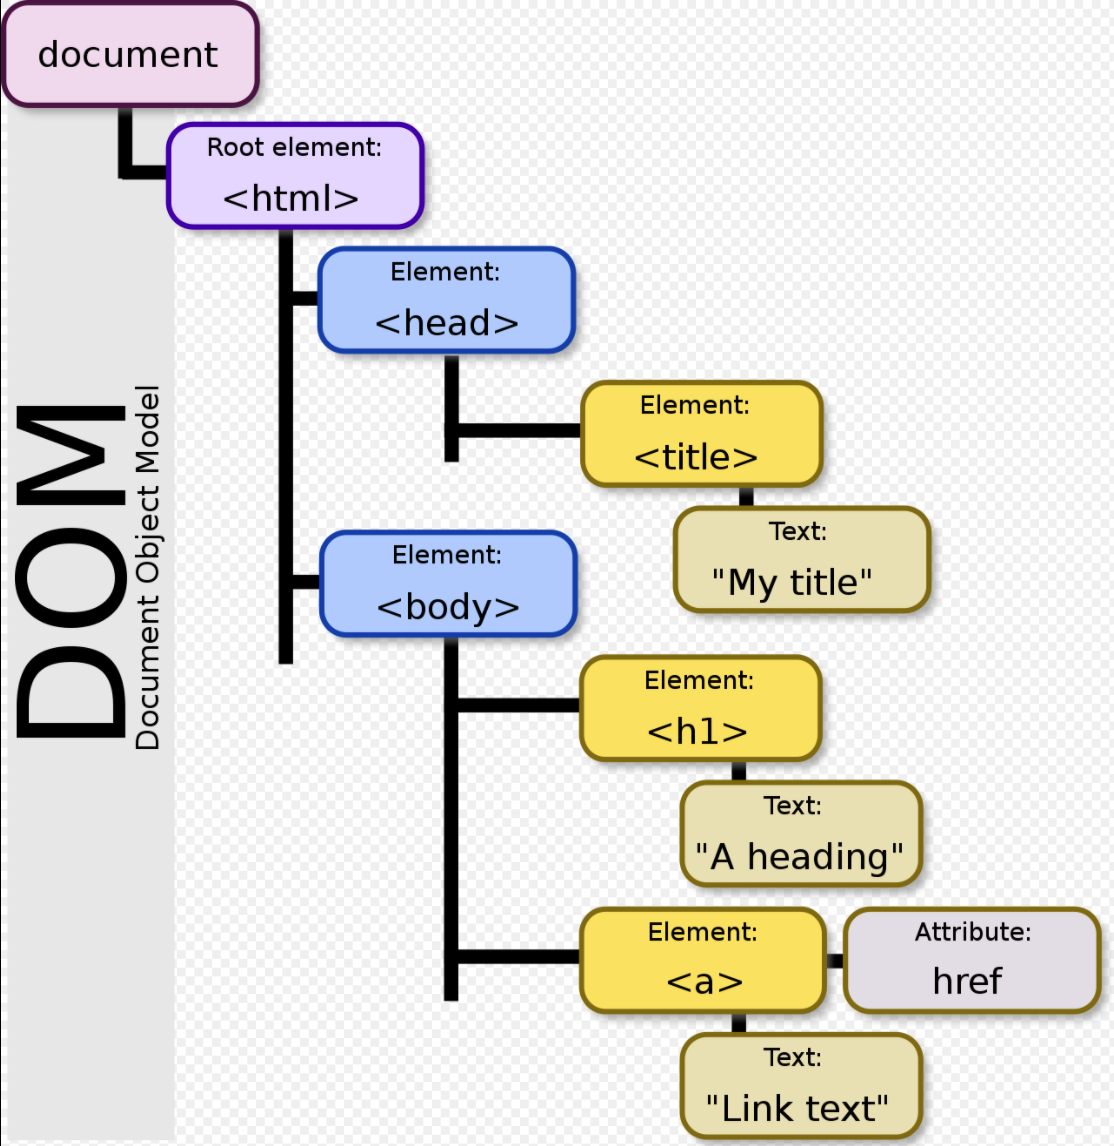 document
Root element:
<html>
Element:
<head>
Element:
<title>
Text:
"My title"
Element:
<body>
Element:
<h1>
Text:
"A heading"
Element:
<a>
Attribute:
href
Text:
"Link text"
DOM
Document Object Model